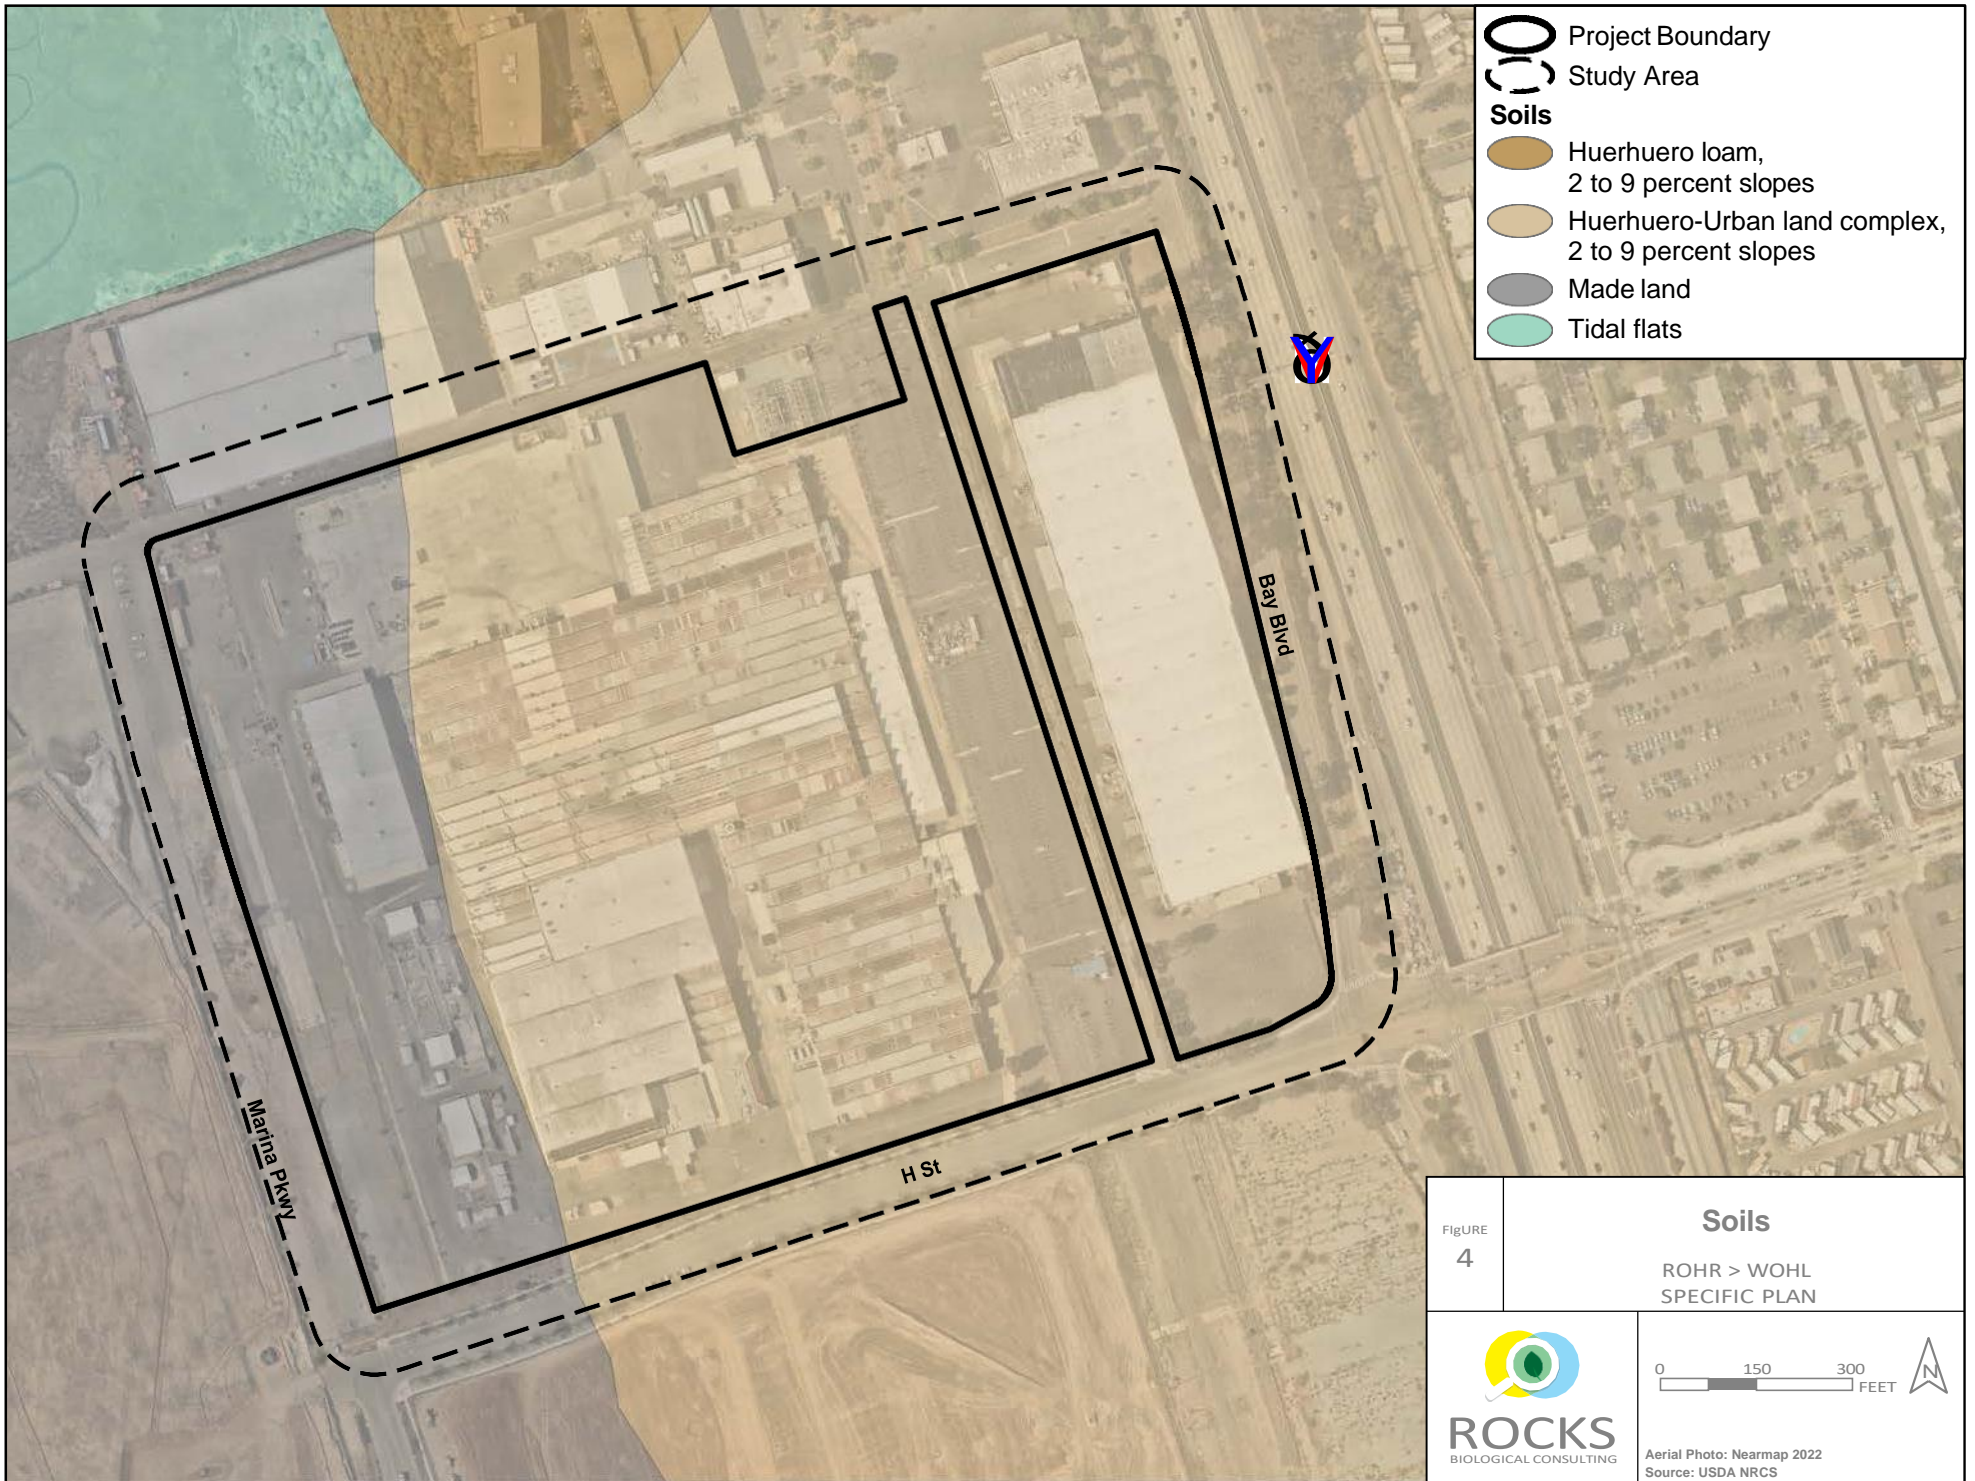 Project Boundary
Study Area
Soils
Huerhuero loam,
2 to 9 percent slopes
Huerhuero-Urban land complex,
2 to 9 percent slopes
Made land
Tidal flats
Bay Blvd
Marina Pkwy
H St
FIgURE
4
Soils
ROHR > WOHL
SPECIFIC PLAN
ROCKS
BIOLOGICAL CONSULTING
0 150 300
FEET
N
Aerial Photo: Nearmap 2022
Source: USDA NRCS